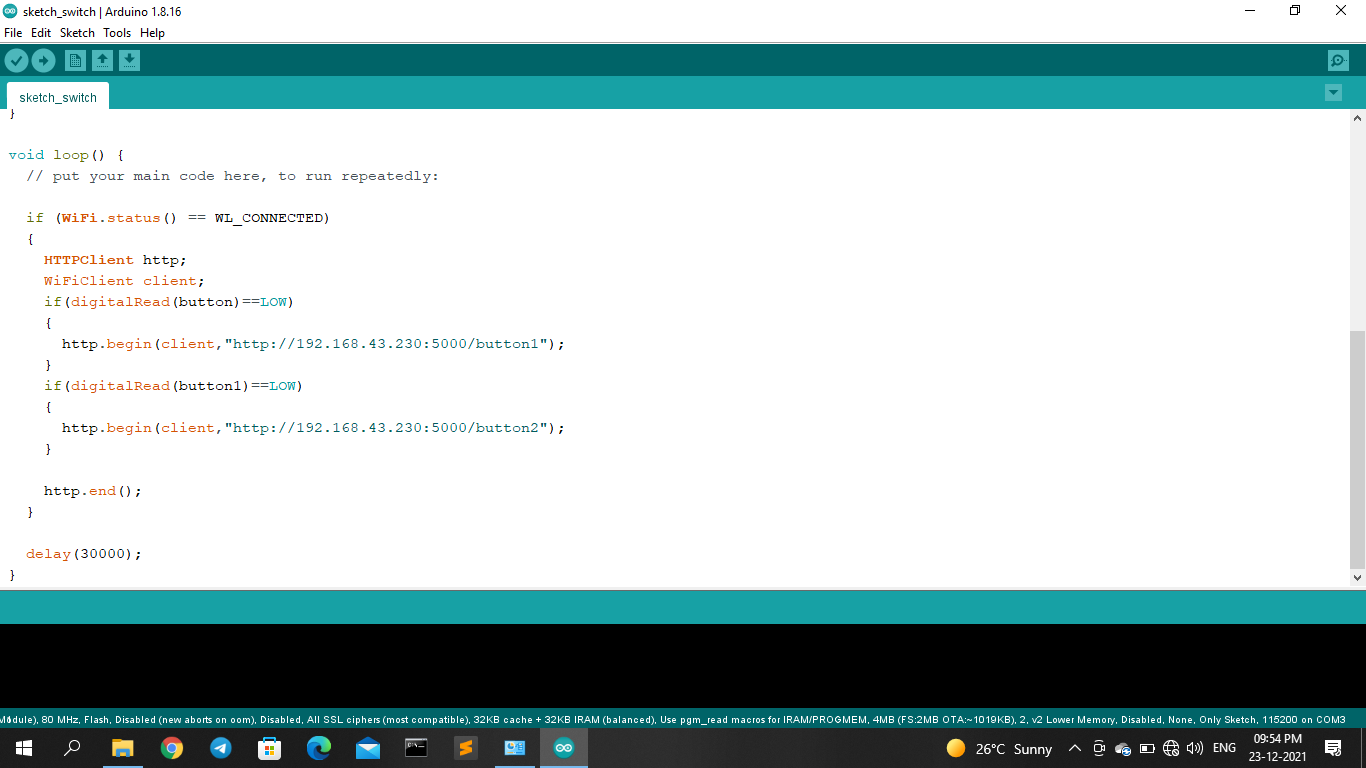 sketch_switch | Arduino 1.8.16
File Edit Sketch Tools Help
sketch_switch
}
void loop() {
// put your main code here, to run repeatedly:
if (WiFi.status() == WL_CONNECTED)
{
HTTPClient http;
WiFiClient client;
if(digitalRead(button)==LOW)
{
http.begin(client,"http://192.168.43.230:5000/button1");
}
if(digitalRead(button1)==LOW)
{
http.begin(client,"http://192.168.43.230:5000/button2");
}
http.end();
}
delay(30000);
}
Module), 80 MHz, Flash, Disabled (new aborts on oom), Disabled, All SSL ciphers (most compatible), 32KB cache + 32KB IRAM (balanced), Use pgm_read macros for IRAM/PROGMEM, 4MB (FS:2MB OTA:~1019KB), 2, v2 Lower Memory, Disabled, None, Only Sketch, 115200 on COM3
26°C Sunny
ENG
09:54 PM
23-12-2021